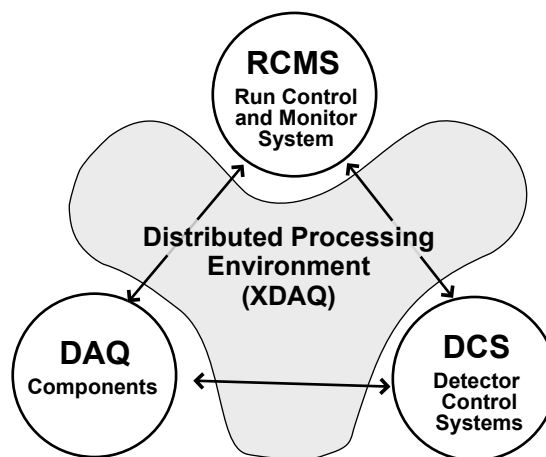 RCMS
Run Control
and Monitor
System
Distributed Processing
Environment
(XDAQ)
DAQ
Components
DCS
Detector
Control
Systems